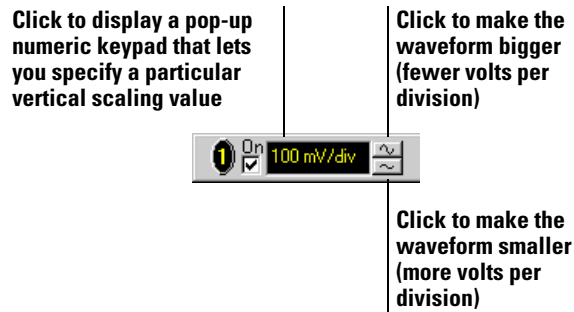 Click to display a pop-up
numeric keypad that lets
you specify a particular
vertical scaling value
Click to make the
waveform bigger
(fewer volts per
division)
1 On 100 mV/div
Click to make the
waveform smaller
(more volts per
division)